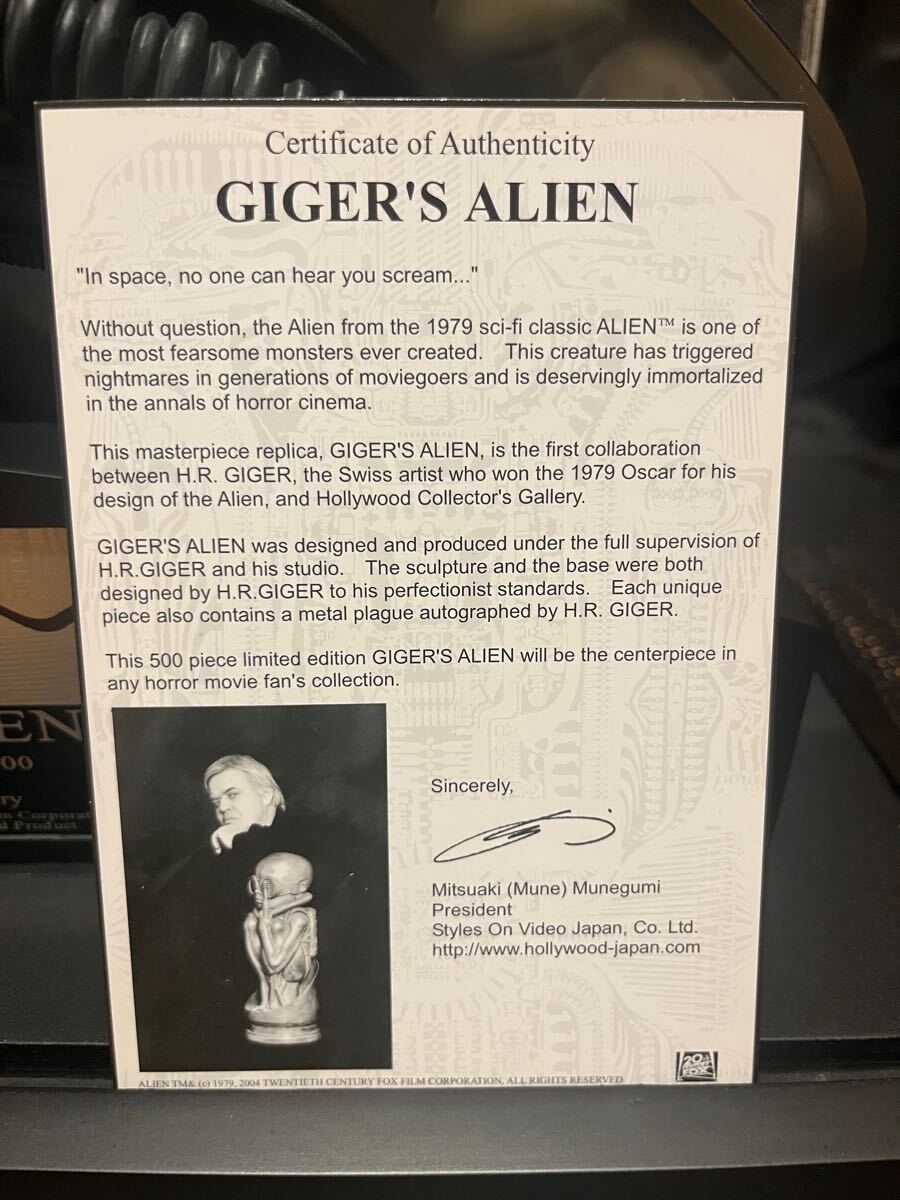 Certificate of Authenticity
GIGER'S ALIEN
"In space, no one can hear you scream..."
Without question, the Alien from the 1979 sci-fi classic ALIEN™ is one of
the most fearsome monsters ever created. This creature has triggered
nightmares in generations of moviegoers and is deservingly immortalized
in the annals of horror cinema.
This masterpiece replica, GIGER'S ALIEN, is the first collaboration
between H.R. GIGER, the Swiss artist who won the 1979 Oscar for his
design of the Alien, and Hollywood Collector's Gallery.
GIGER'S ALIEN was designed and produced under the full supervision of
H.R.GIGER and his studio. The sculpture and the base were both
designed by H.R.GIGER to his perfectionist standards. Each unique
piece also contains a metal plague autographed by H.R. GIGER.
This 500 piece limited edition GIGER'S ALIEN will be the centerpiece in
any horror movie fan's collection.
Sincerely,
Mitsuaki (Mune) Munegumi
President
Styles On Video Japan, Co. Ltd.
http://www.hollywood-japan.com
ALIEN TM& (c) 1979, 2004 TWENTIETH CENTURY FOX FILM CORPORATION. ALL RIGHTS RESERVED
20th CENTURY FOX
EN
00
ry
m Corporat
d Product